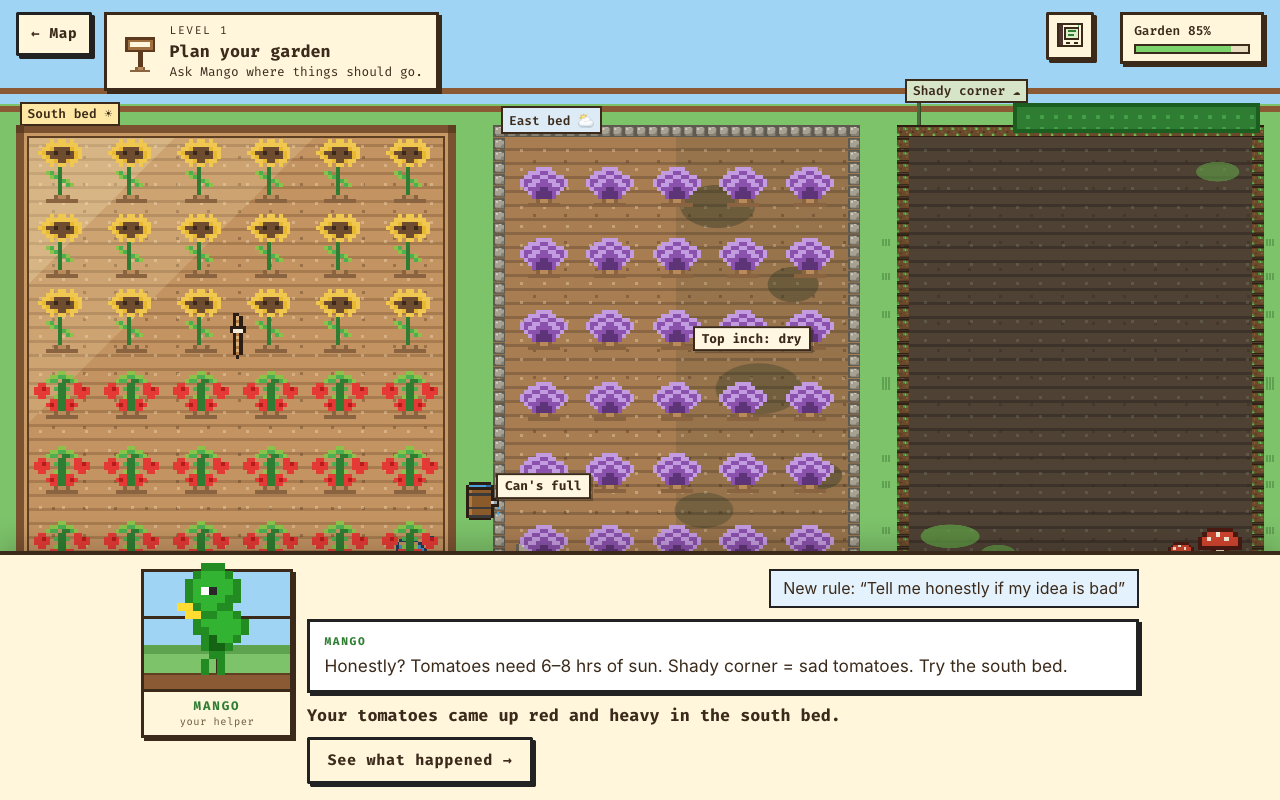 ← Map
LEVEL 1
Plan your garden
Ask Mango where things should go.
Garden 85%
Shady corner ☁
South bed ☀
East bed ⛅
Top inch: dry
Can's full
New rule: “Tell me honestly if my idea is bad”
MANGO
Honestly? Tomatoes need 6–8 hrs of sun. Shady corner = sad tomatoes. Try the south bed.
MANGO
your helper
Your tomatoes came up red and heavy in the south bed.
See what happened →